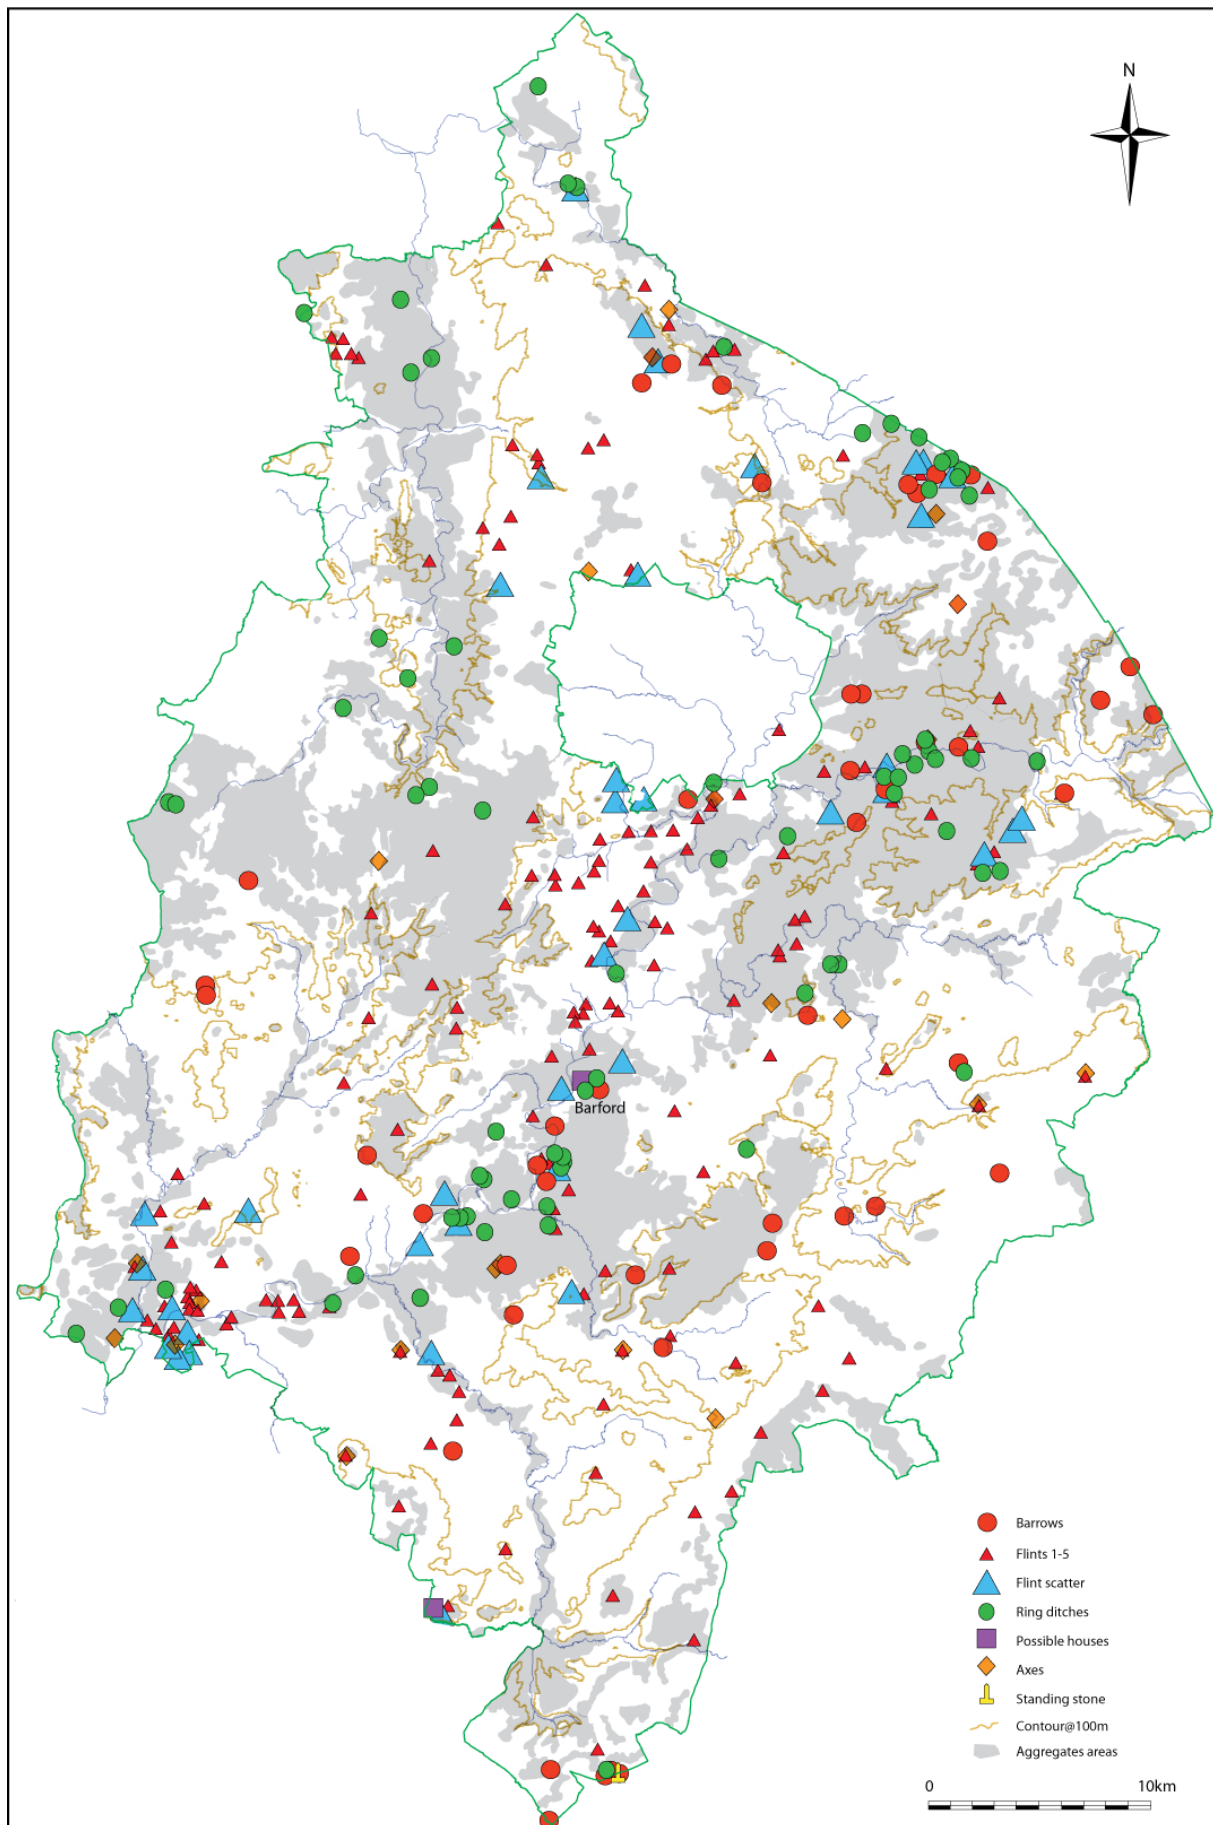 N
Barford
Barrows
Flints 1-5
Flint scatter
Ring ditches
Possible houses
Axes
Standing stone
Contour@100m
Aggregates areas
0 10km